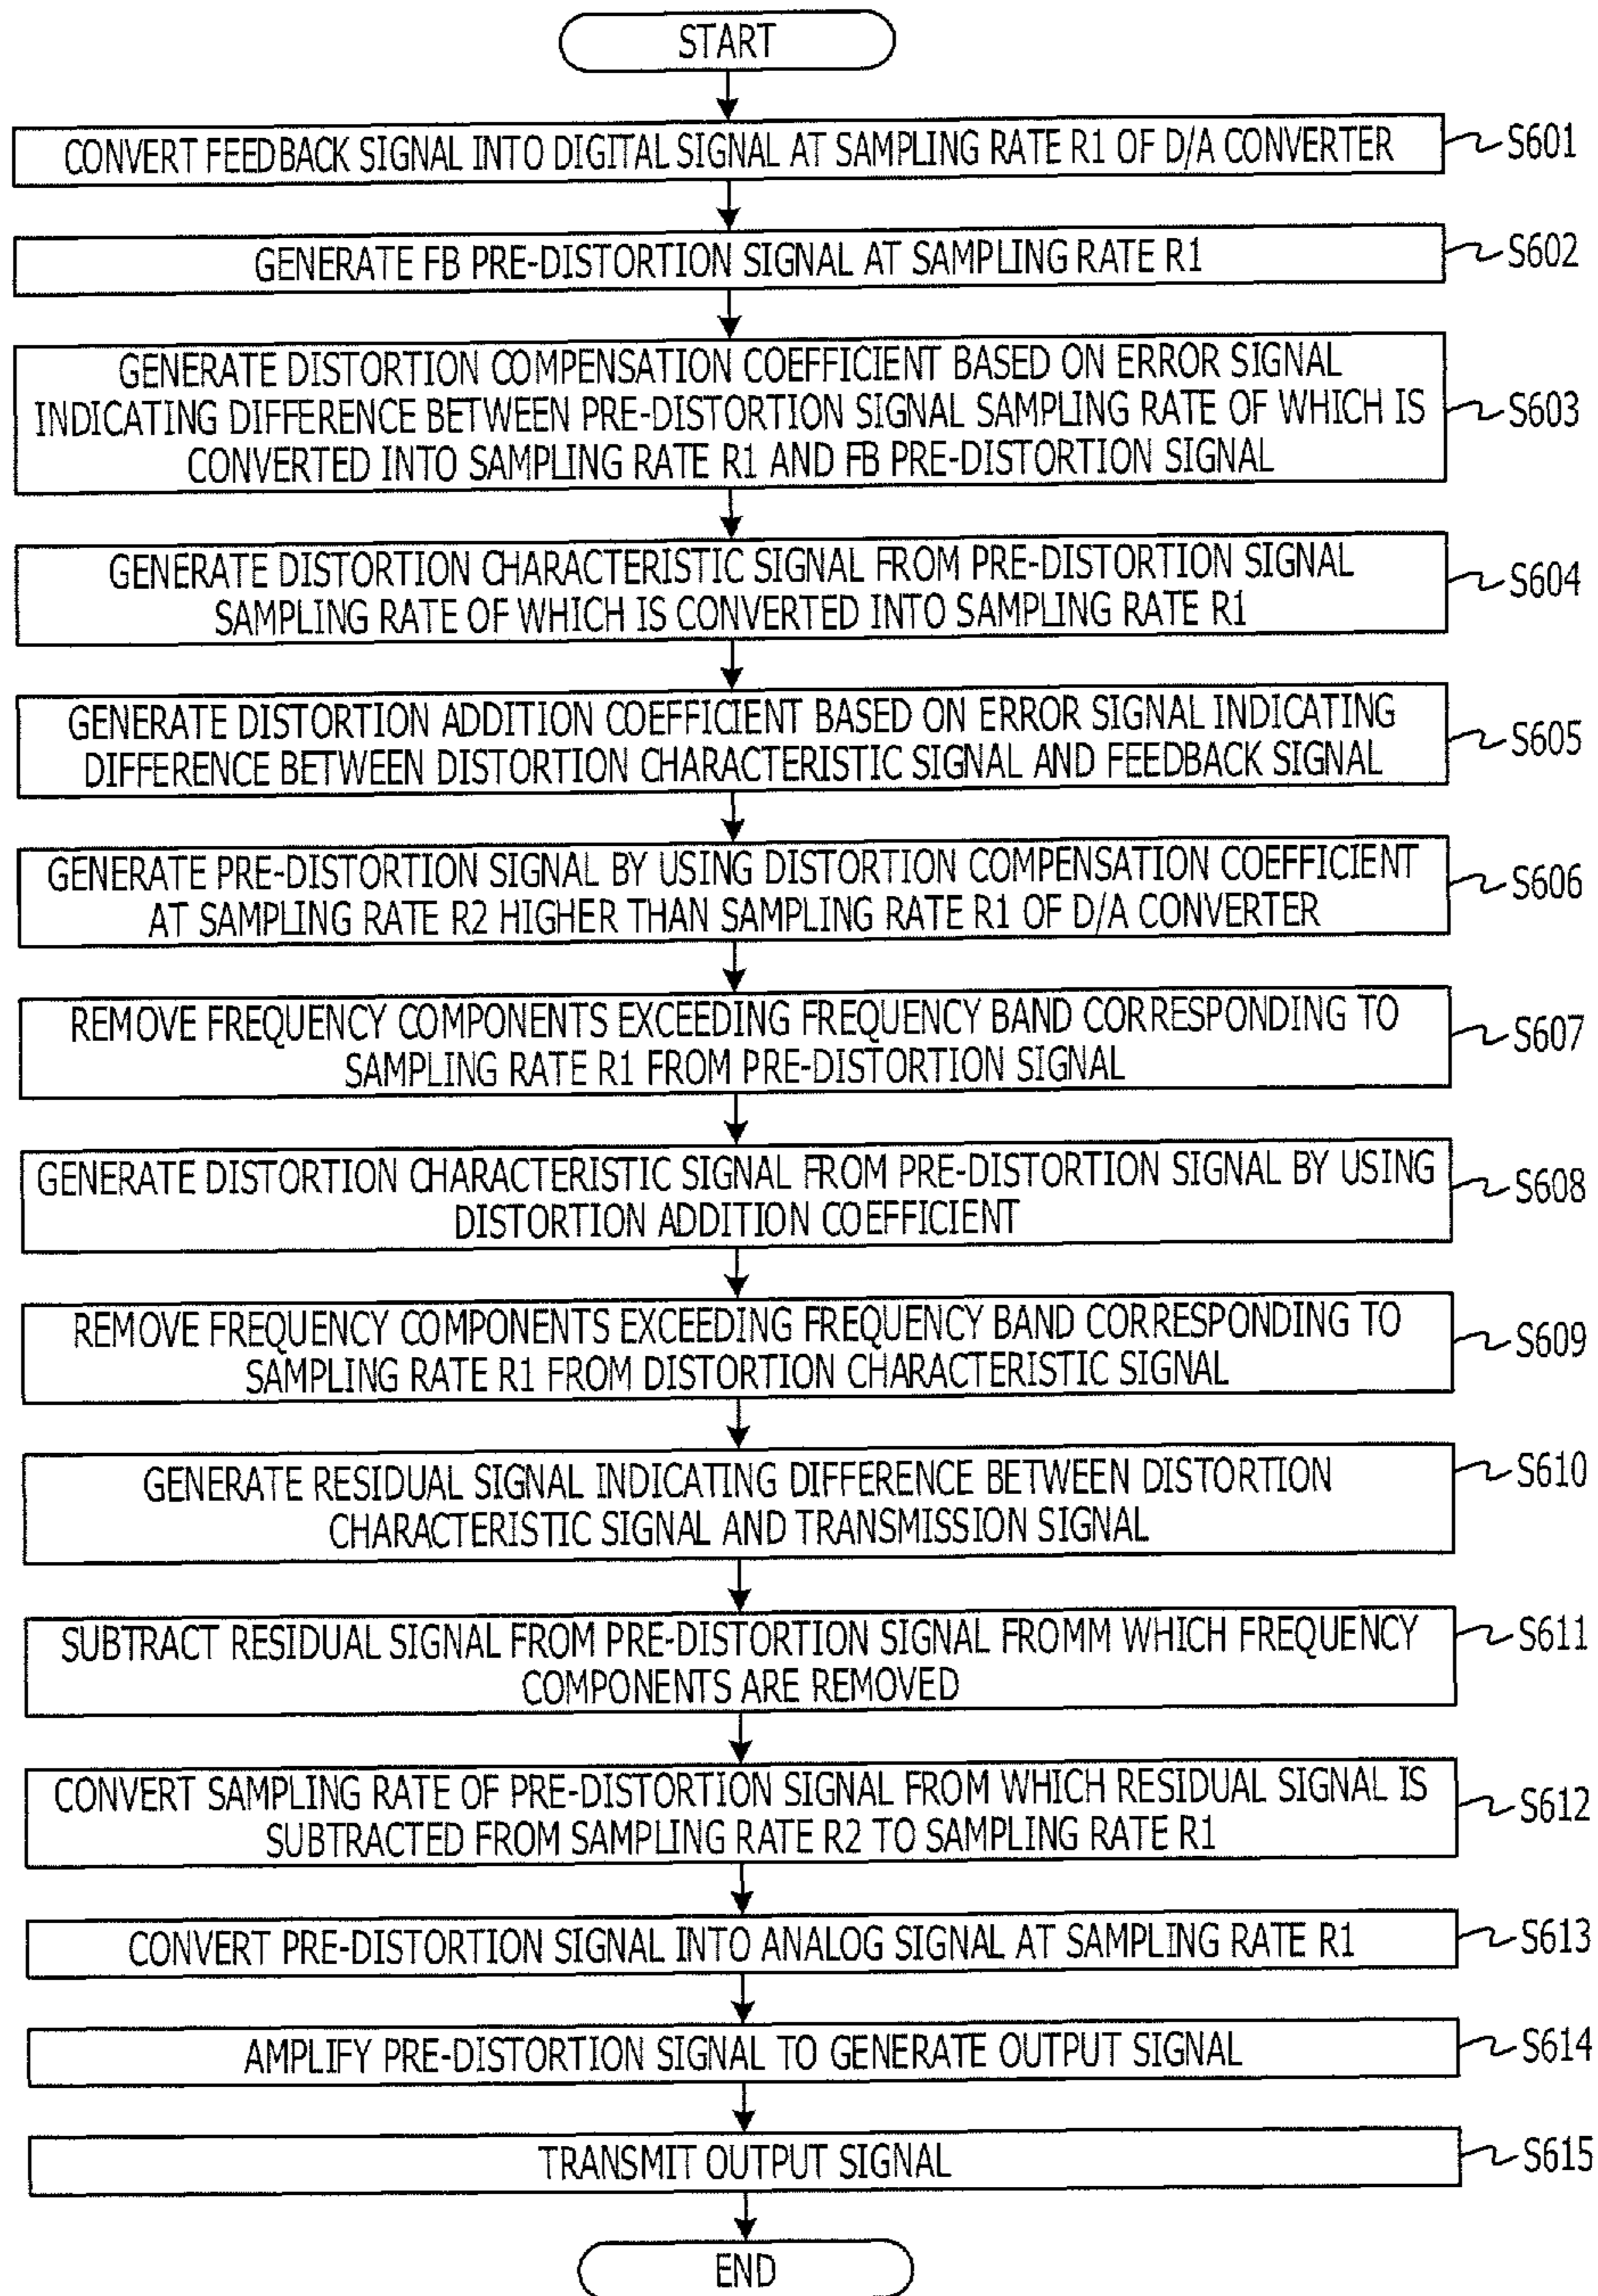 START
CONVERT FEEDBACK SIGNAL INTO DIGITAL SIGNAL AT SAMPLING RATE R1 OF D/A CONVERTER
S601
GENERATE FB PRE-DISTORTION SIGNAL AT SAMPLING RATE R1
S602
GENERATE DISTORTION COMPENSATION COEFFICIENT BASED ON ERROR SIGNAL
INDICATING DIFFERENCE BETWEEN PRE-DISTORTION SIGNAL SAMPLING RATE OF WHICH IS
CONVERTED INTO SAMPLING RATE R1 AND FB PRE-DISTORTION SIGNAL
S603
GENERATE DISTORTION CHARACTERISTIC SIGNAL FROM PRE-DISTORTION SIGNAL
SAMPLING RATE OF WHICH IS CONVERTED INTO SAMPLING RATE R1
S604
GENERATE DISTORTION ADDITION COEFFICIENT BASED ON ERROR SIGNAL INDICATING
DIFFERENCE BETWEEN DISTORTION CHARACTERISTIC SIGNAL AND FEEDBACK SIGNAL
S605
GENERATE PRE-DISTORTION SIGNAL BY USING DISTORTION COMPENSATION COEFFICIENT
AT SAMPLING RATE R2 HIGHER THAN SAMPLING RATE R1 OF D/A CONVERTER
S606
REMOVE FREQUENCY COMPONENTS EXCEEDING FREQUENCY BAND CORRESPONDING TO
SAMPLING RATE R1 FROM PRE-DISTORTION SIGNAL
S607
GENERATE DISTORTION CHARACTERISTIC SIGNAL FROM PRE-DISTORTION SIGNAL BY USING
DISTORTION ADDITION COEFFICIENT
S608
REMOVE FREQUENCY COMPONENTS EXCEEDING FREQUENCY BAND CORRESPONDING TO
SAMPLING RATE R1 FROM DISTORTION CHARACTERISTIC SIGNAL
S609
GENERATE RESIDUAL SIGNAL INDICATING DIFFERENCE BETWEEN DISTORTION
CHARACTERISTIC SIGNAL AND TRANSMISSION SIGNAL
S610
SUBTRACT RESIDUAL SIGNAL FROM PRE-DISTORTION SIGNAL FROMM WHICH FREQUENCY
COMPONENTS ARE REMOVED
S611
CONVERT SAMPLING RATE OF PRE-DISTORTION SIGNAL FROM WHICH RESIDUAL SIGNAL IS
SUBTRACTED FROM SAMPLING RATE R2 TO SAMPLING RATE R1
S612
CONVERT PRE-DISTORTION SIGNAL INTO ANALOG SIGNAL AT SAMPLING RATE R1
S613
AMPLIFY PRE-DISTORTION SIGNAL TO GENERATE OUTPUT SIGNAL
S614
TRANSMIT OUTPUT SIGNAL
S615
END